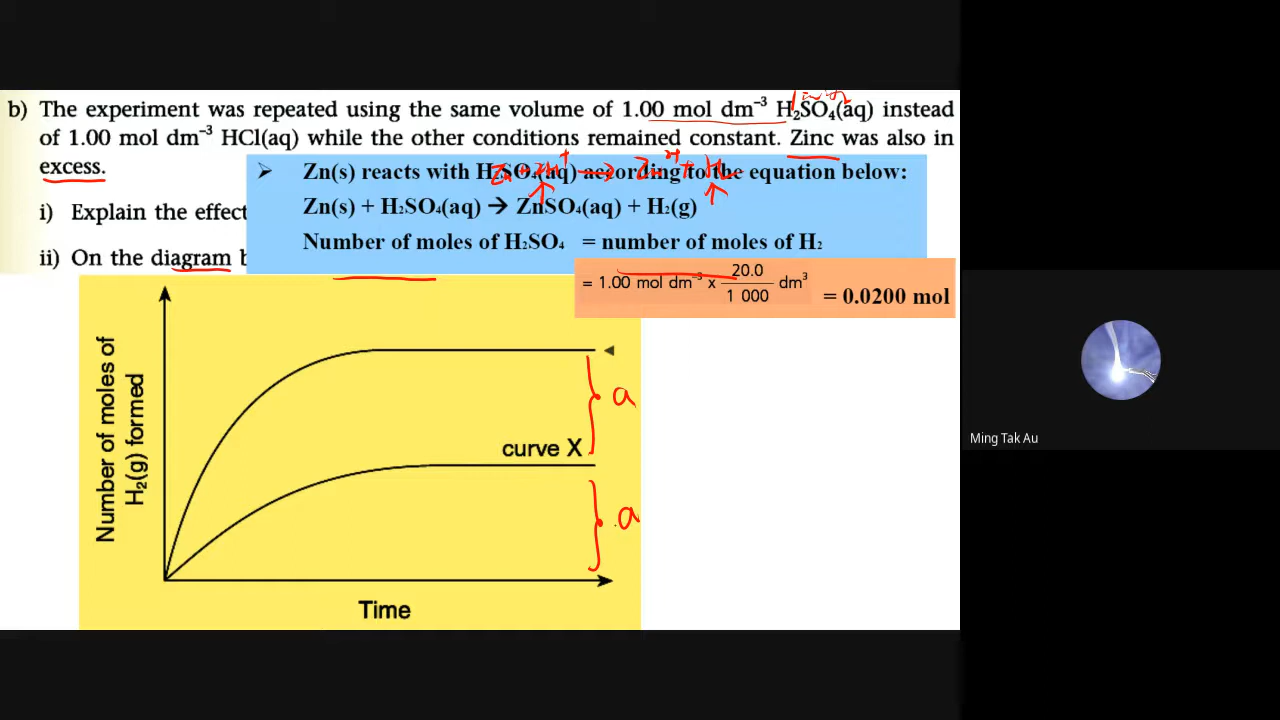 b) The experiment was repeated using the same volume of 1.00 mol dm⁻³ H₂SO₄(aq) instead
of 1.00 mol dm⁻³ HCl(aq) while the other conditions remained constant. Zinc was also in
excess.
➢ Zn(s) reacts with H₂SO₄(aq) according to the equation below:
i) Explain the effect
Zn(s) + H₂SO₄(aq) → ZnSO₄(aq) + H₂(g)
Number of moles of H₂SO₄ = number of moles of H₂
ii) On the diagram
= 1.00 mol dm⁻³ x 20.0/1 000 dm³ = 0.0200 mol
Number of moles of
H₂(g) formed
a
curve X
a
Time
Ming Tak Au